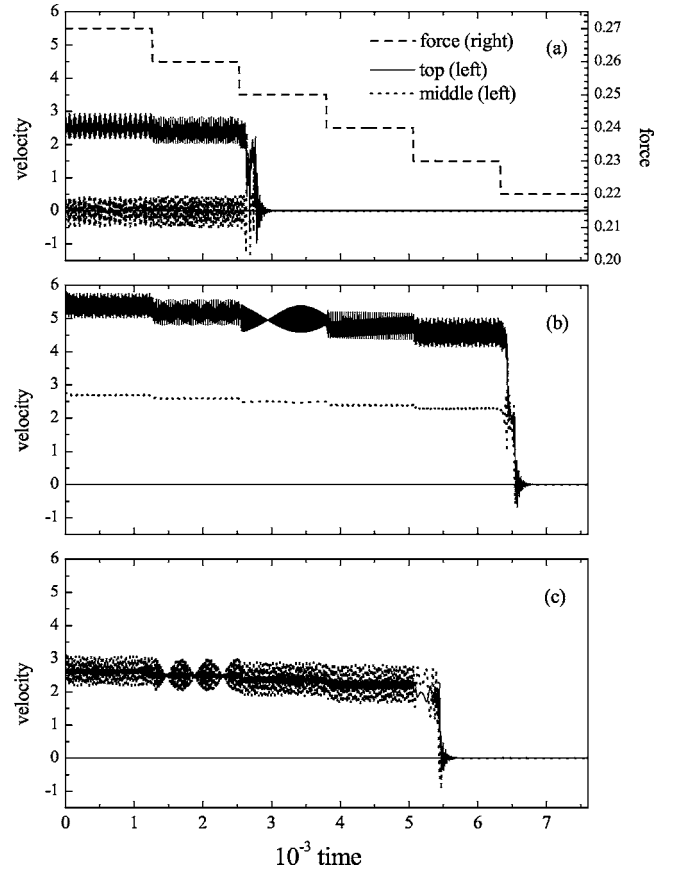 6
5
4
3
2
1
0
-1
velocity
force (right)
top (left)
middle (left)
(a)
0.27
0.26
0.25
0.24
0.23
0.22
0.21
0.20
force
6
5
4
3
2
1
0
-1
velocity
(b)
6
5
4
3
2
1
0
-1
velocity
(c)
0 1 2 3 4 5 6 7
10⁻³ time